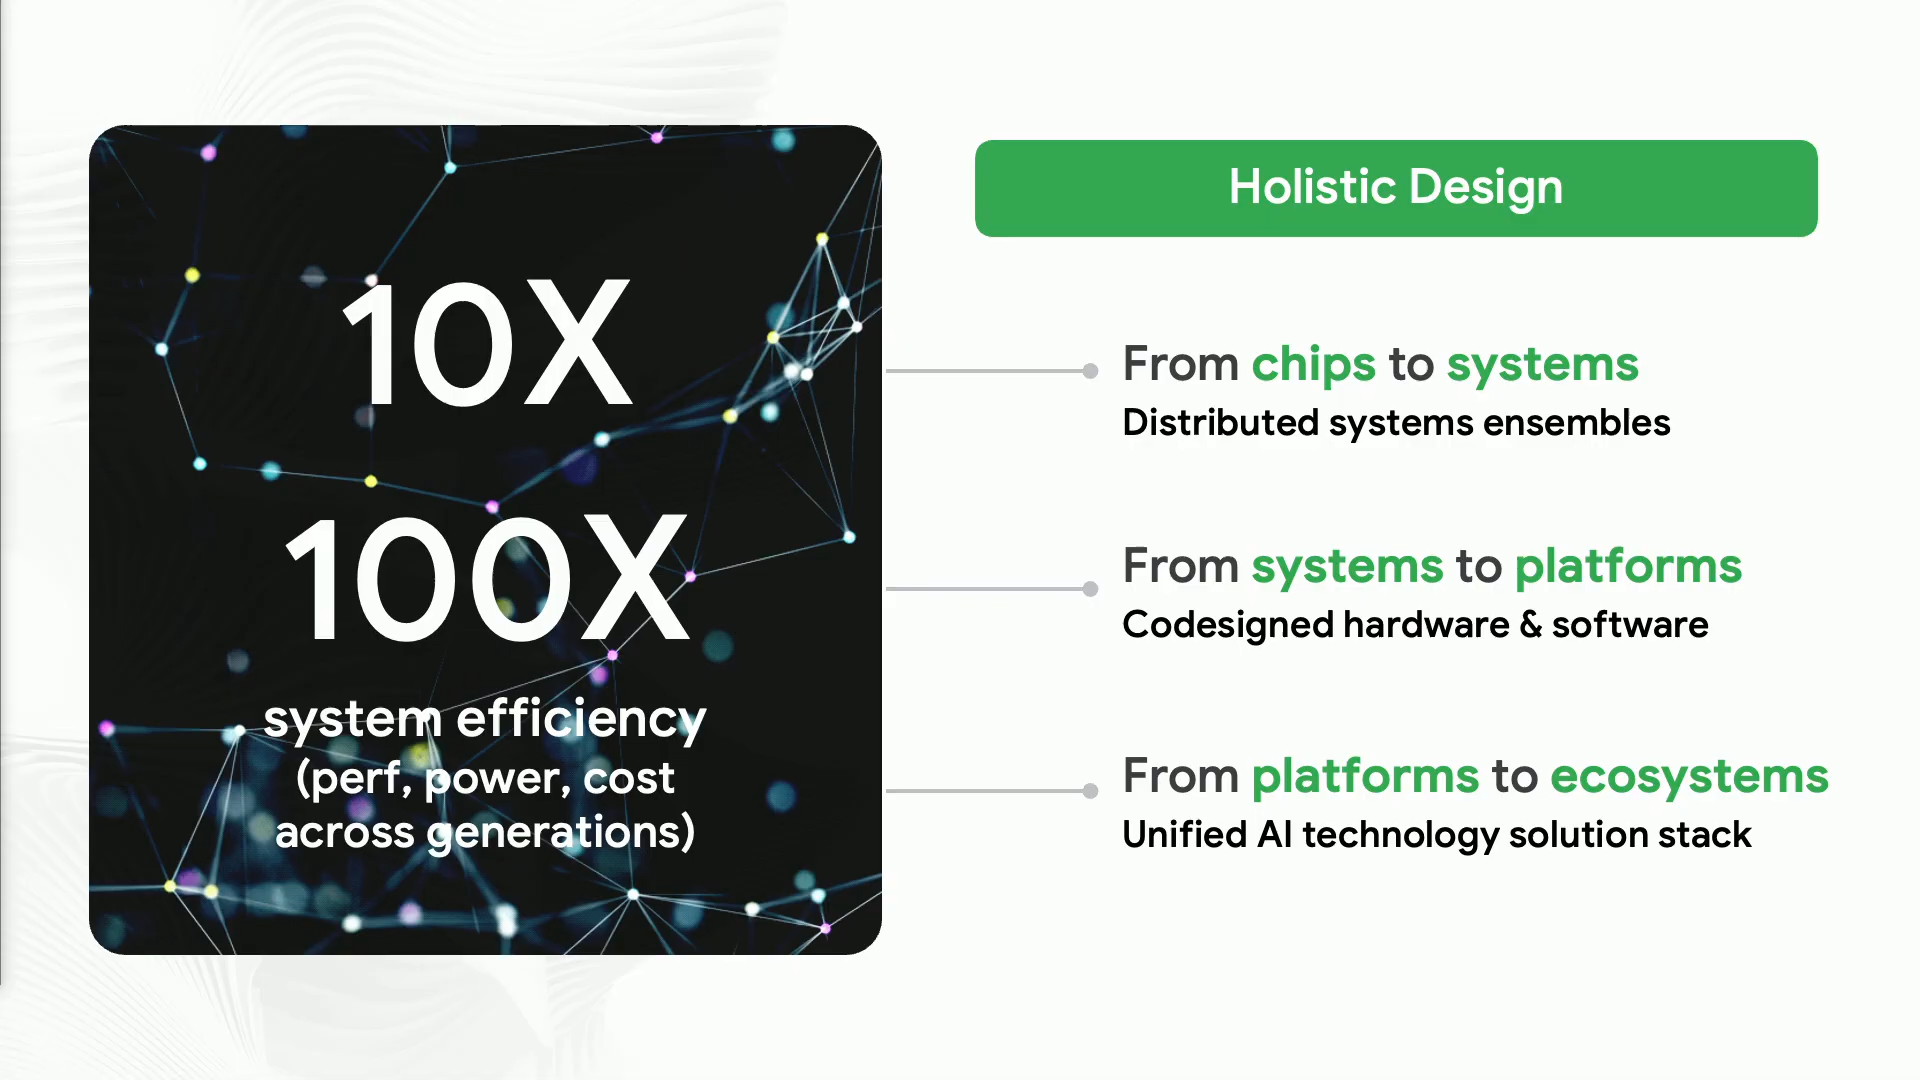 10X
100X
system efficiency
(perf, power, cost
across generations)
Holistic Design
From chips to systems
Distributed systems ensembles
From systems to platforms
Codesigned hardware & software
From platforms to ecosystems
Unified AI technology solution stack